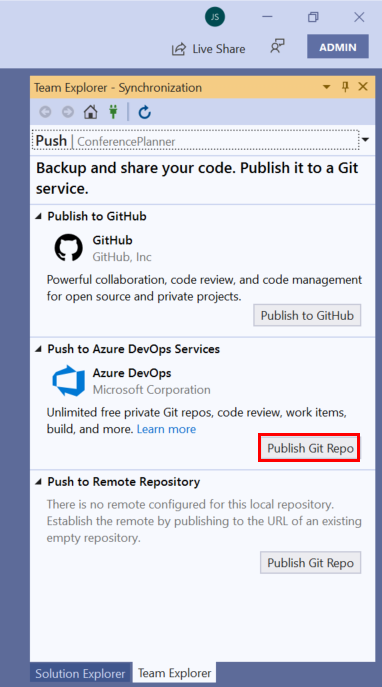 JS
Live Share
ADMIN
Team Explorer - Synchronization
Push | ConferencePlanner
Backup and share your code. Publish it to a Git
service.
Publish to GitHub
GitHub
GitHub, Inc
Powerful collaboration, code review, and code management
for open source and private projects.
Publish to GitHub
Push to Azure DevOps Services
Azure DevOps
Microsoft Corporation
Unlimited free private Git repos, code review, work items,
build, and more. Learn more
Publish Git Repo
Push to Remote Repository
There is no remote configured for this local repository.
Establish the remote by publishing to the URL of an existing
empty repository.
Publish Git Repo
Solution Explorer Team Explorer